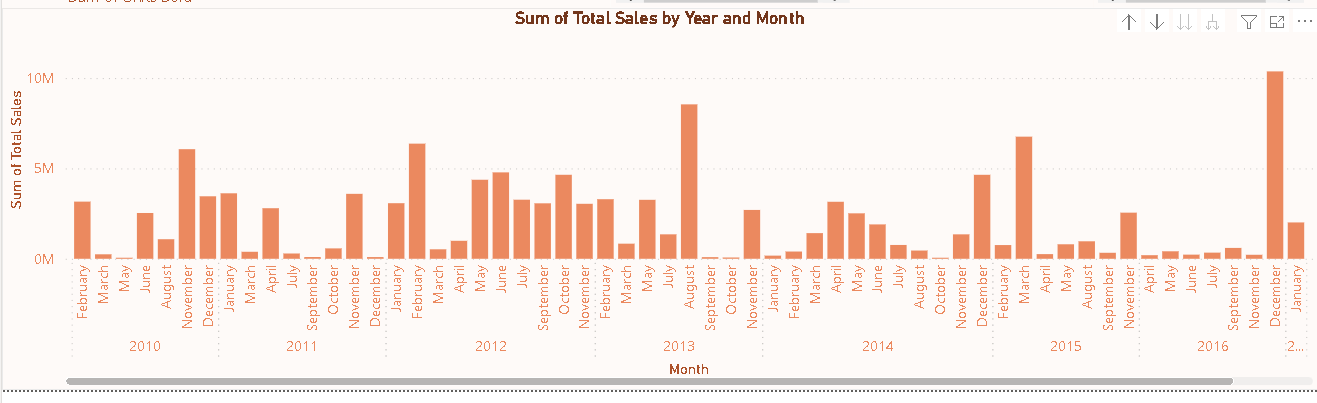 Sum of Total Sales by Year and Month
Sum of Total Sales
10M
5M
0M
February March May June August November December January March April July September October November December January February March April May June July September October November February March May July August September October November January February March April May June July August October November December February March April May August September November April May June July September November December January
2010 2011 2012 2013 2014 2015 2016 2...
Month